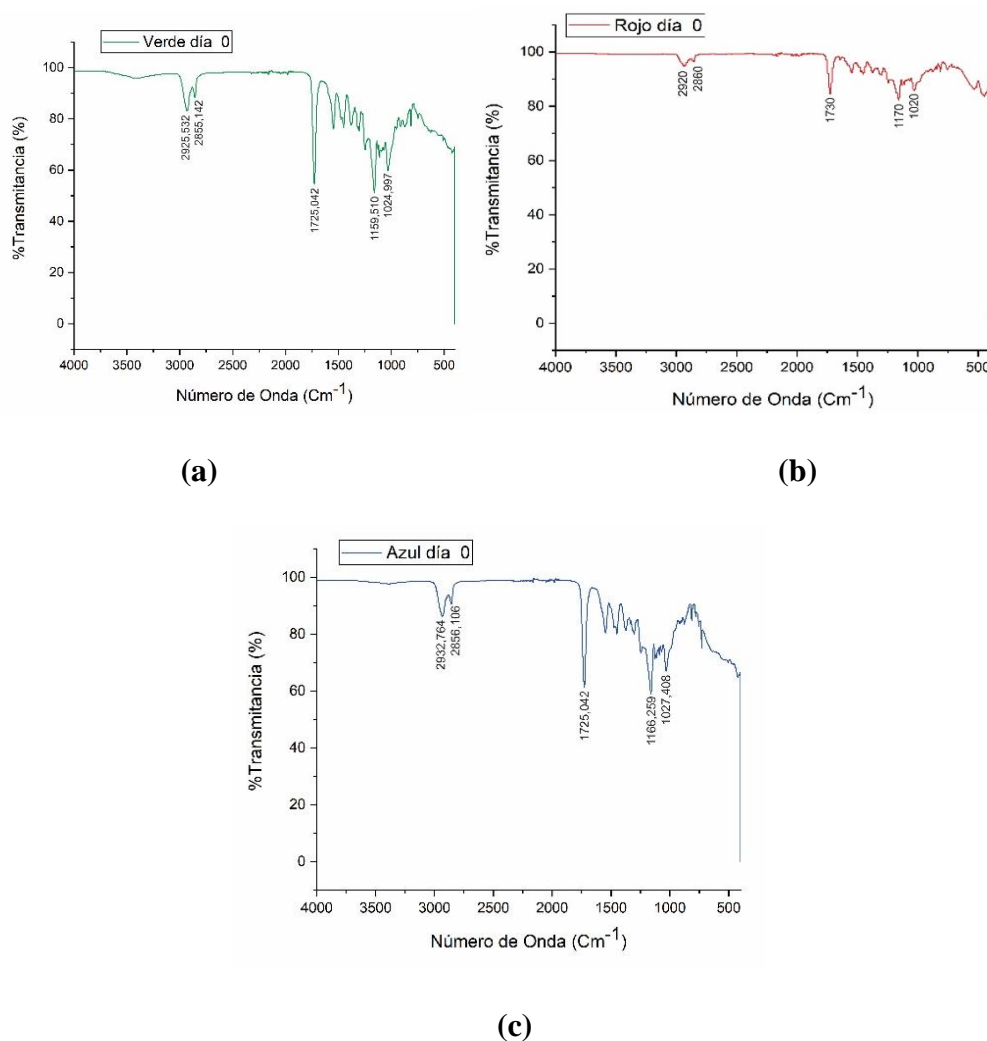 Verde día 0
%Transmitancia (%)
100
80
60
40
20
0
2925,532
2855,142
1725,042
1159,510
1024,997
4000 3500 3000 2500 2000 1500 1000 500
Número de Onda (Cm⁻¹)
(a)
Rojo día 0
%Transmitancia (%)
100
80
60
40
20
0
2920
2860
1730
1170
1020
4000 3500 3000 2500 2000 1500 1000 500
Número de Onda (Cm⁻¹)
(b)
Azul día 0
%Transmitancia (%)
100
80
60
40
20
0
2932,764
2856,106
1725,042
1166,259
1027,408
4000 3500 3000 2500 2000 1500 1000 500
Número de Onda (Cm⁻¹)
(c)